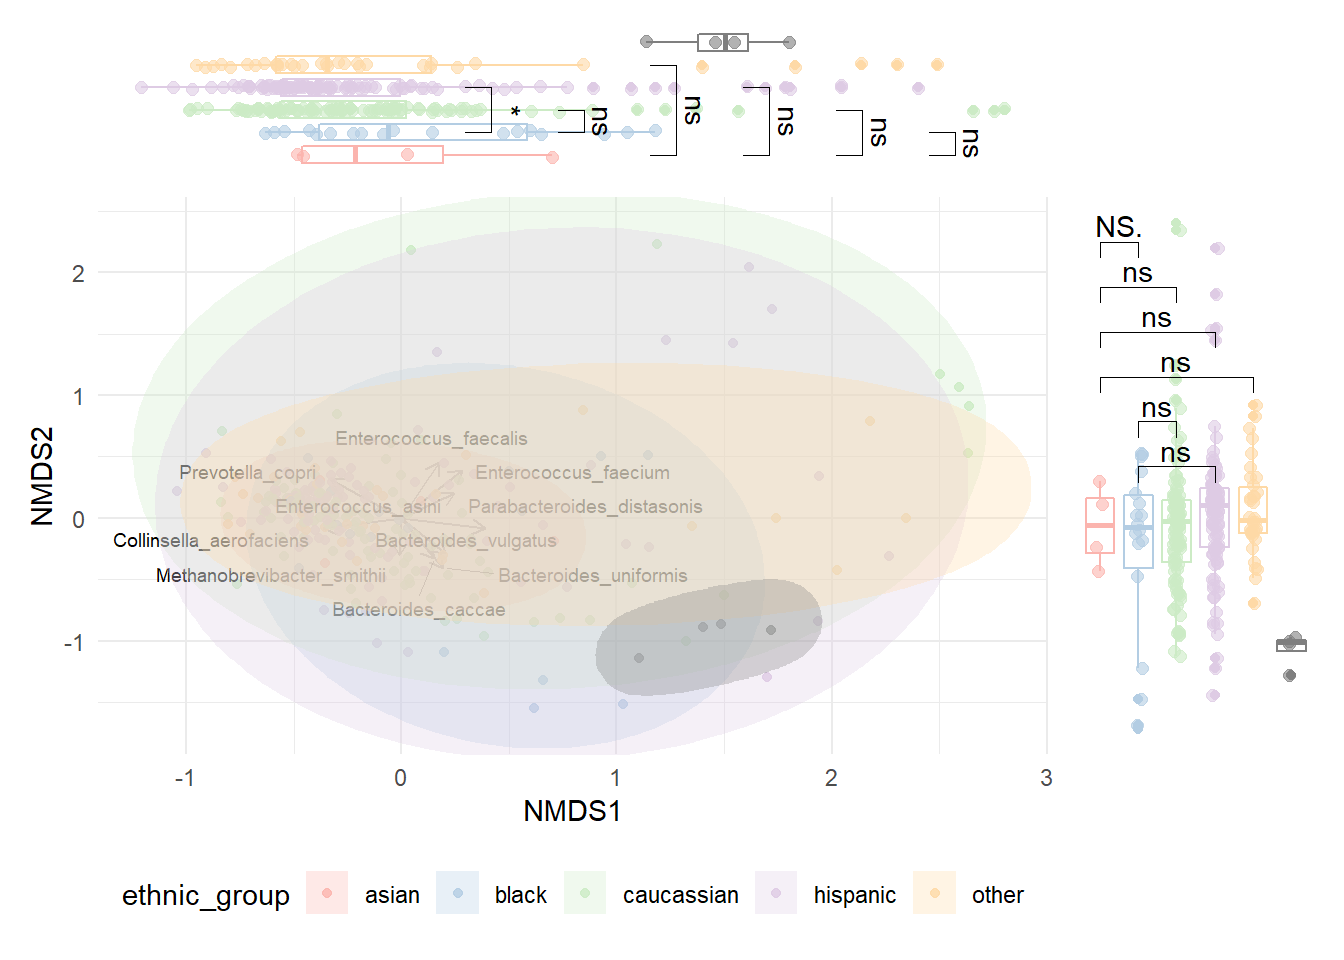 *
ns
ns
ns
ns
ns
NS.
ns
ns
ns
ns
ns
2
1
0
-1
NMDS2
Enterococcus_faecalis
Prevotella_copri
Enterococcus_faecium
Enterococcus_asini
Parabacteroides_distasonis
Collinsella_aerofaciens
Bacteroides_vulgatus
Methanobrevibacter_smithii
Bacteroides_uniformis
Bacteroides_caccae
-1 0 1 2 3
NMDS1
ethnic_group asian black caucassian hispanic other